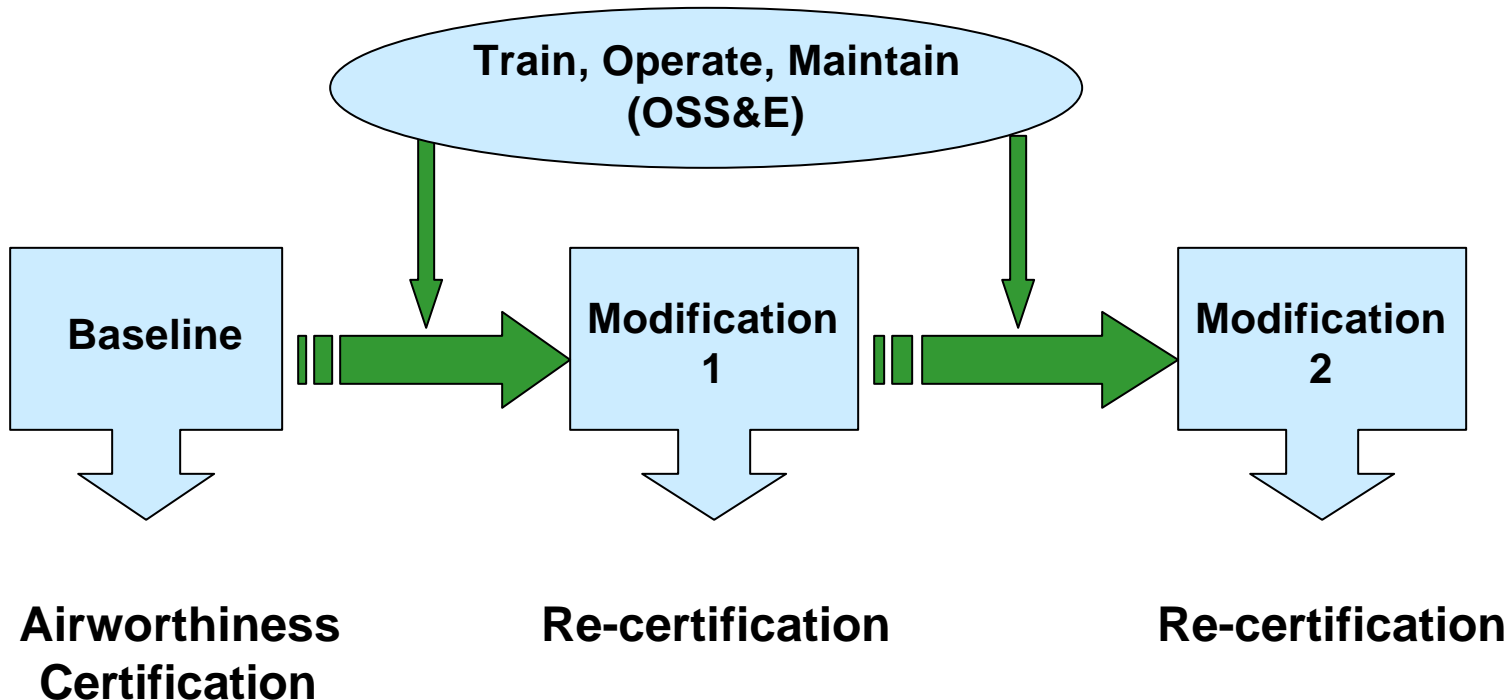 Train, Operate, Maintain
(OSS&E)
Baseline
Modification
1
Modification
2
Airworthiness
Certification
Re-certification
Re-certification